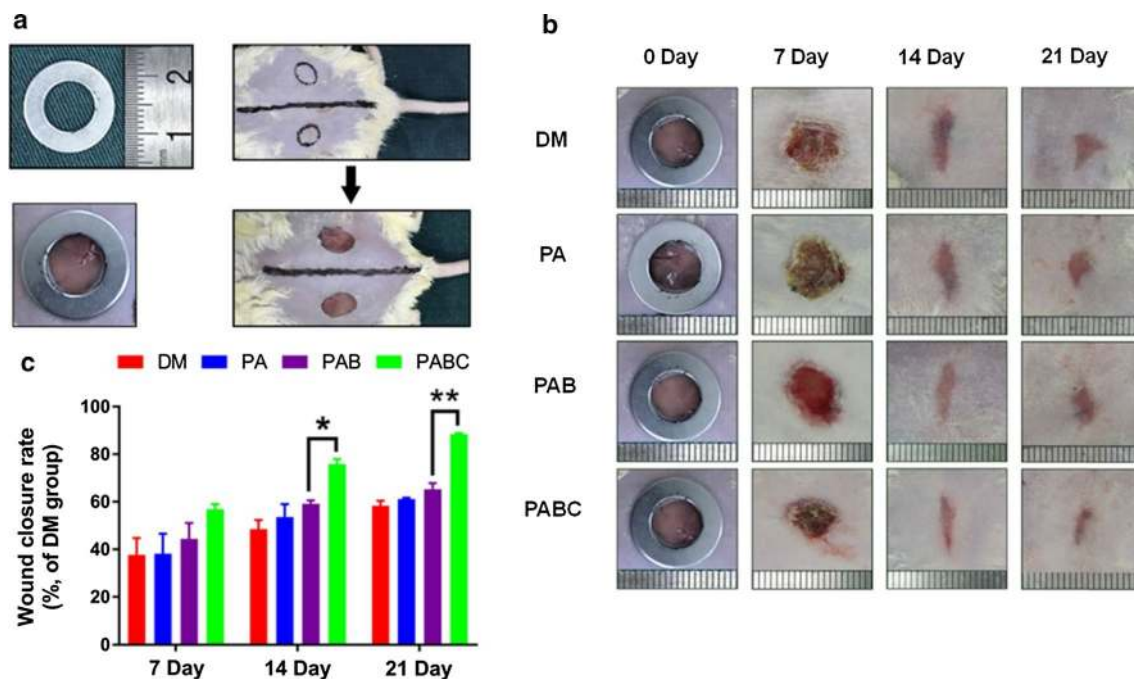 a
2
1
b
0 Day 7 Day 14 Day 21 Day
DM
PA
PAB
PABC
c
DM PA PAB PABC
Wound closure rate
(%, of DM group)
100
80
60
40
20
0
* **
7 Day 14 Day 21 Day